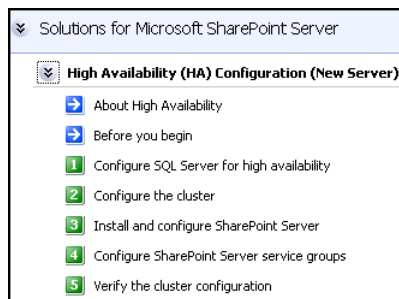 Solutions for Microsoft SharePoint Server
High Availability (HA) Configuration (New Server)
About High Availability
Before you begin
1 Configure SQL Server for high availability
2 Configure the cluster
3 Install and configure SharePoint Server
4 Configure SharePoint Server service groups
5 Verify the cluster configuration